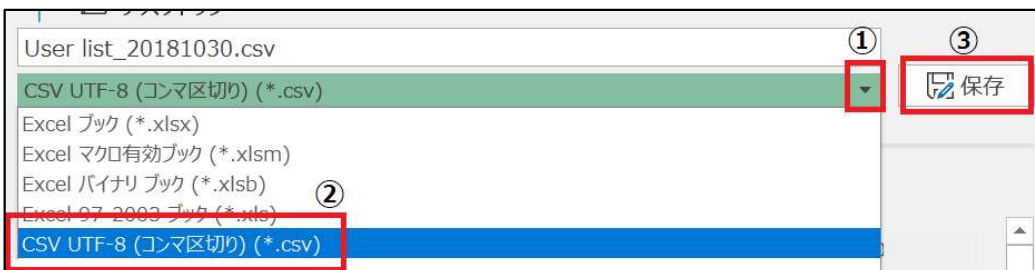 User list_20181030.csv
①
③
CSV UTF-8 (コンマ区切り) (*.csv)
保存
Excel ブック (*.xlsx)
Excel マクロ有効ブック (*.xlsm)
Excel バイナリ ブック (*.xlsb)
②
Excel 97-2003 ブック (*.xls)
CSV UTF-8 (コンマ区切り) (*.csv)